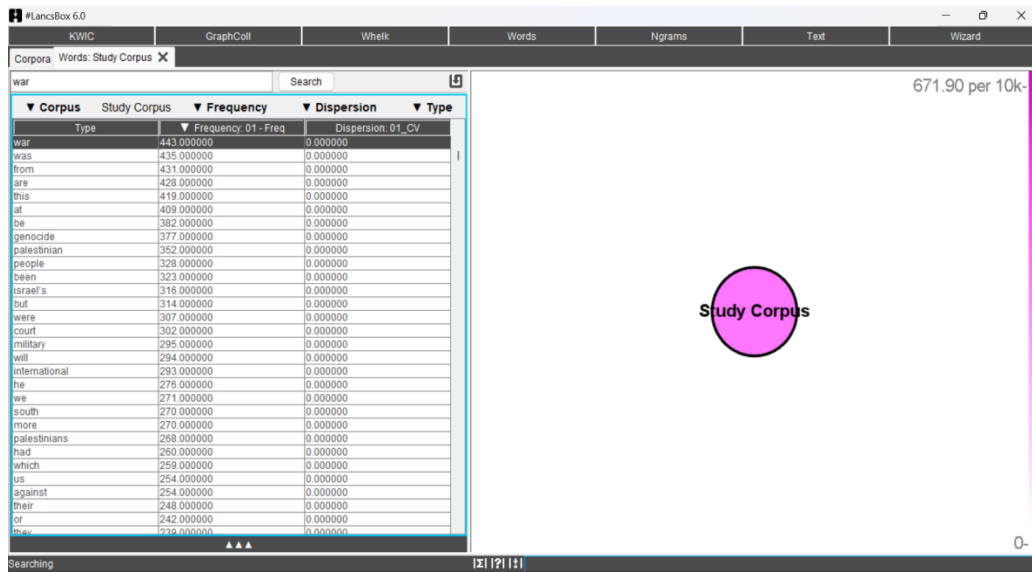 #LancsBox 6.0
KWIC GraphColl Whelk Words Ngrams Text Wizard
Corpora Words: Study Corpus
war Search
671.90 per 10k-
▼ Corpus Study Corpus ▼ Frequency ▼ Dispersion ▼ Type
Type ▼ Frequency: 01 - Freq Dispersion: 01_CV
war 443.000000 0.000000
was 435.000000 0.000000
from 431.000000 0.000000
are 428.000000 0.000000
this 419.000000 0.000000
at 409.000000 0.000000
be 382.000000 0.000000
genocide 377.000000 0.000000
palestinian 352.000000 0.000000
people 328.000000 0.000000
been 323.000000 0.000000
israel's 316.000000 0.000000
but 314.000000 0.000000
were 307.000000 0.000000
court 302.000000 0.000000
military 295.000000 0.000000
will 294.000000 0.000000
international 293.000000 0.000000
he 276.000000 0.000000
we 271.000000 0.000000
south 270.000000 0.000000
more 270.000000 0.000000
palestinians 268.000000 0.000000
had 260.000000 0.000000
which 259.000000 0.000000
us 254.000000 0.000000
against 254.000000 0.000000
their 248.000000 0.000000
or 242.000000 0.000000
they 239.000000 0.000000
Study Corpus
▲▲▲
0-
Searching |Σ| |?| |‡|